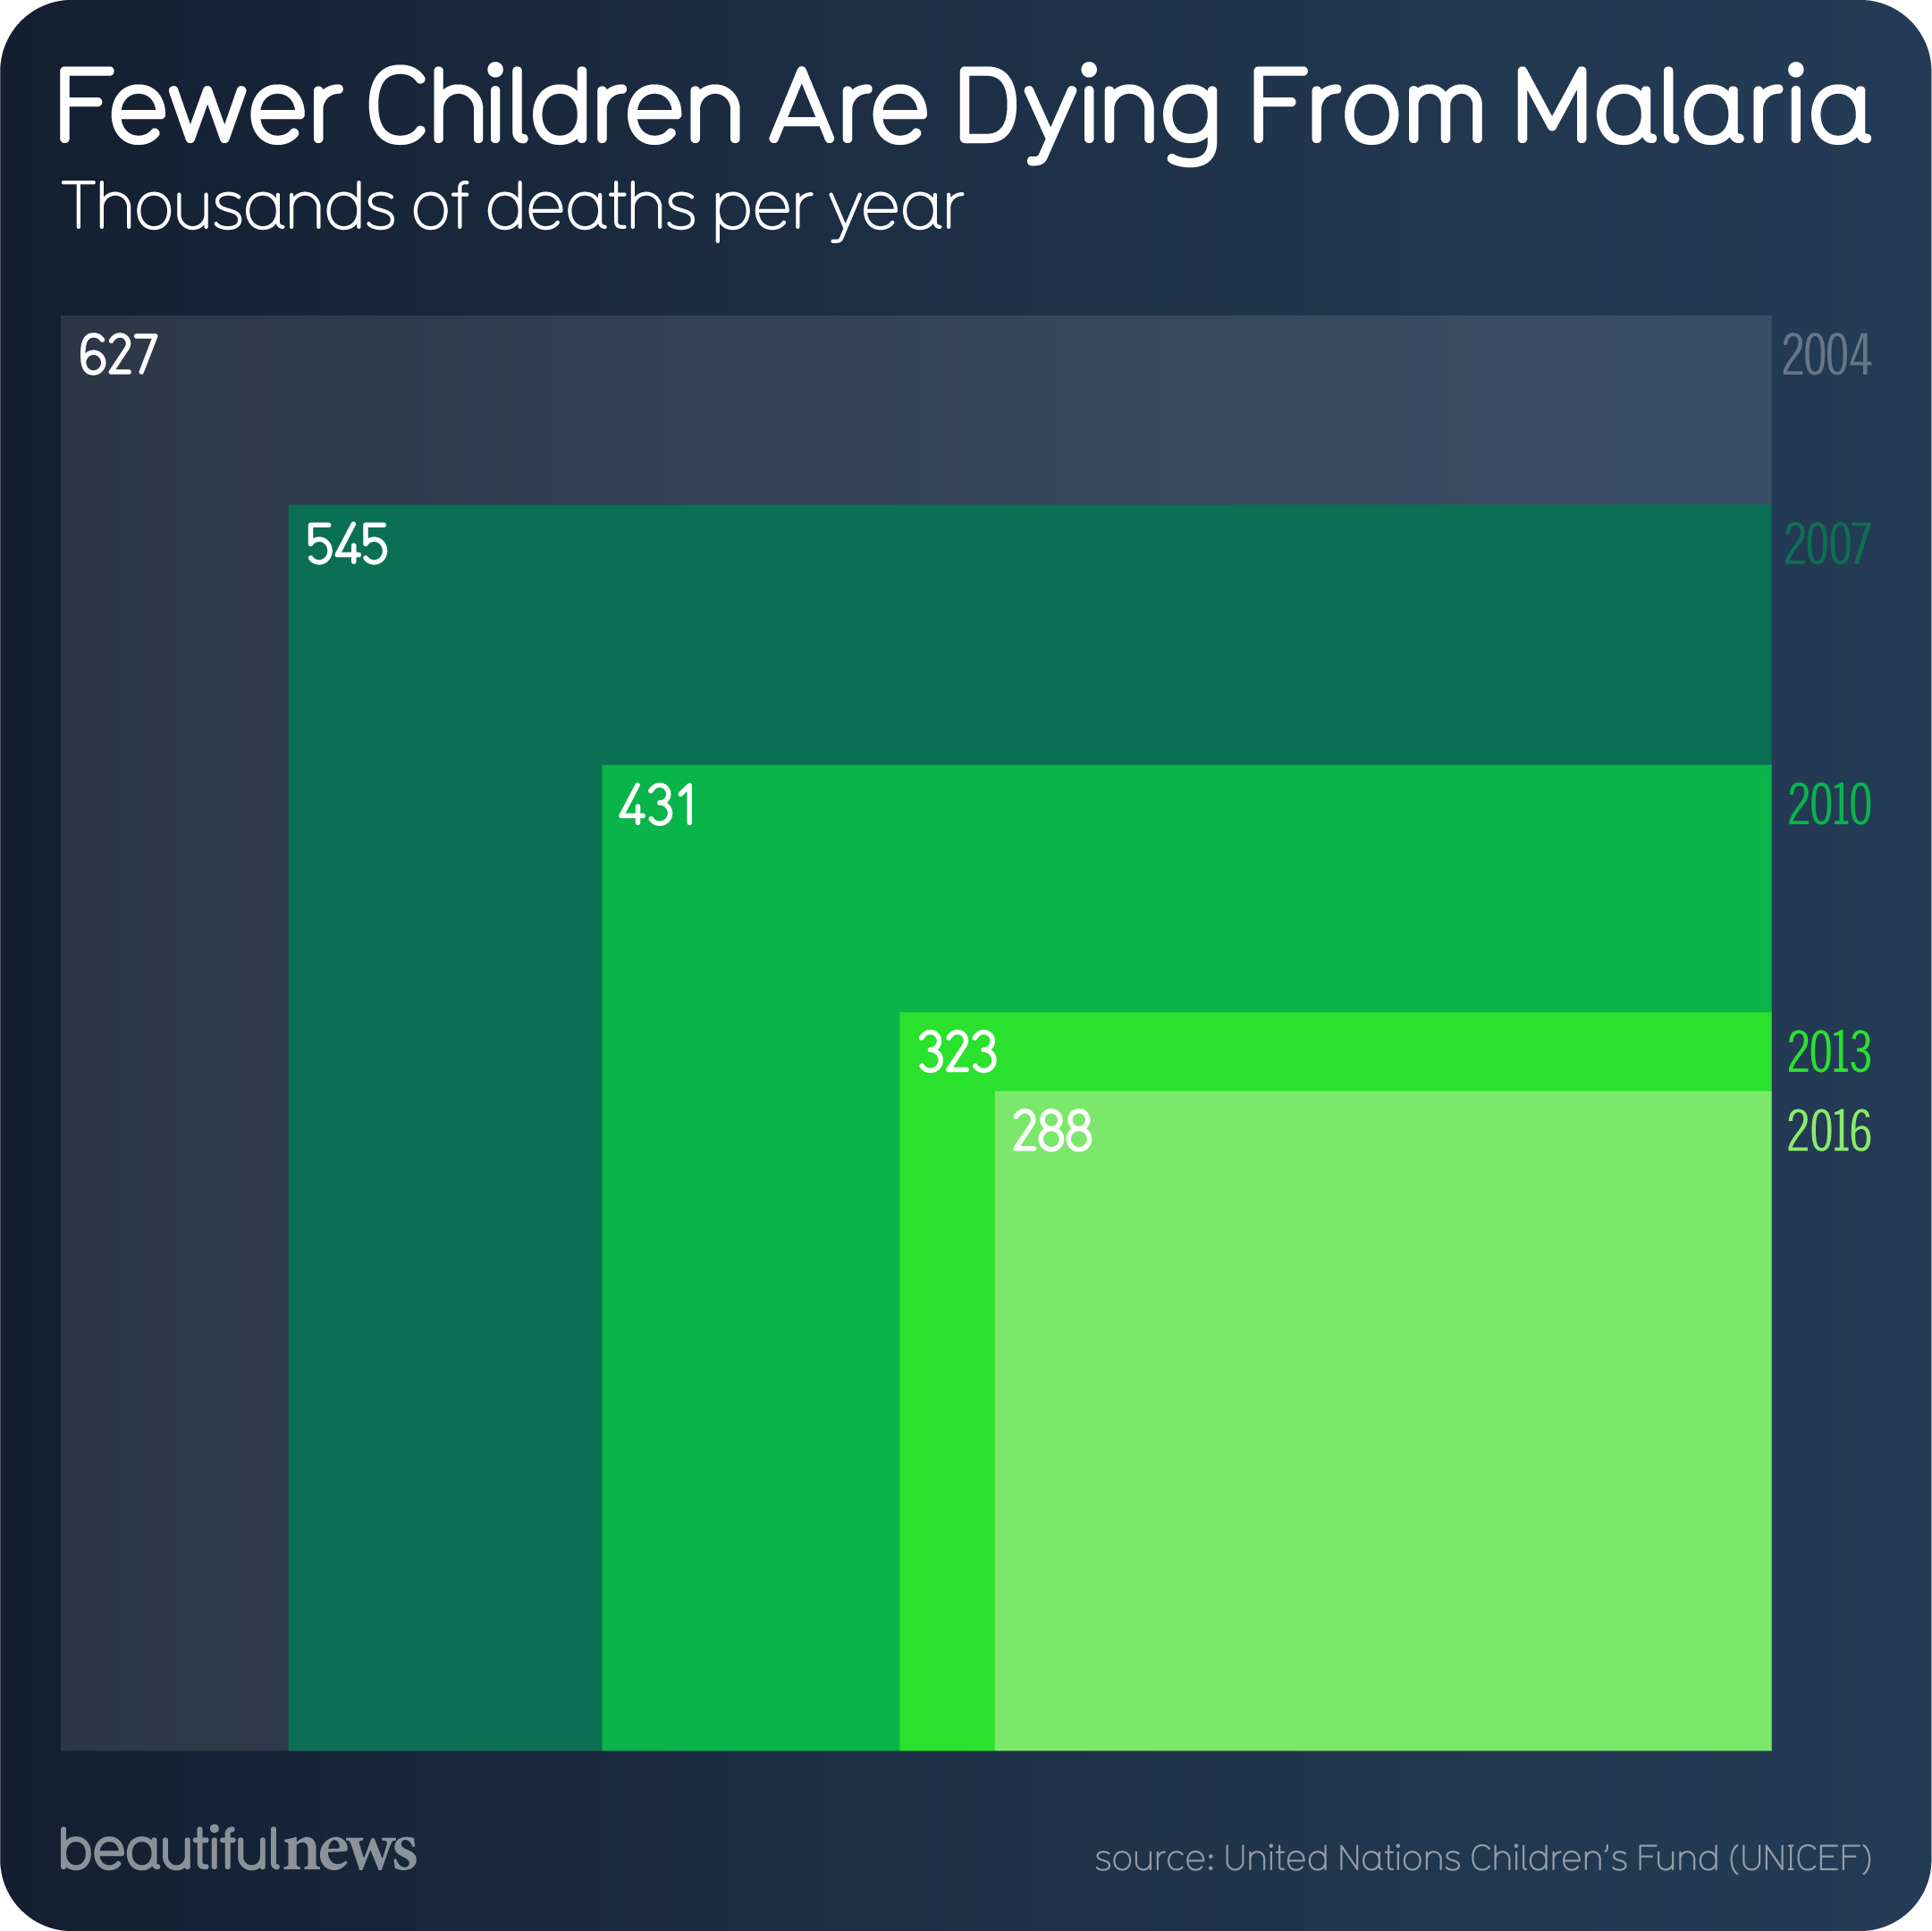 Fewer Children Are Dying From Malaria
Thousands of deaths per year
627 2004
545 2007
431 2010
323 2013
288 2016
beautifulnews
source: United Nations Children's Fund (UNICEF)